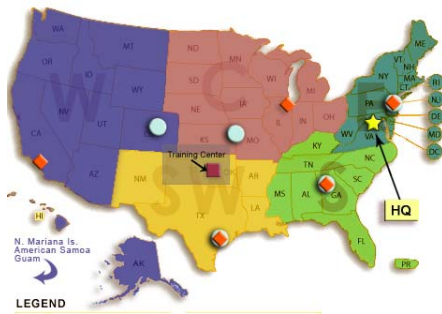 WA
MT
ND
MN
ME
OR
ID
SD
WI
MI
NY
VT
NH
MA
CT
RI
WY
W
C
E
NE
IA
PA
NJ
NV
UT
CO
IL
IN
OH
DE
CA
KS
MO
WV
VA
MD
DC
KY
Training Center
TN
NC
AZ
NM
OK
AR
SC
SW
S
HQ
TX
LA
MS
AL
GA
HI
N. Mariana Is.
American Samoa
Guam
AK
FL
PR
LEGEND